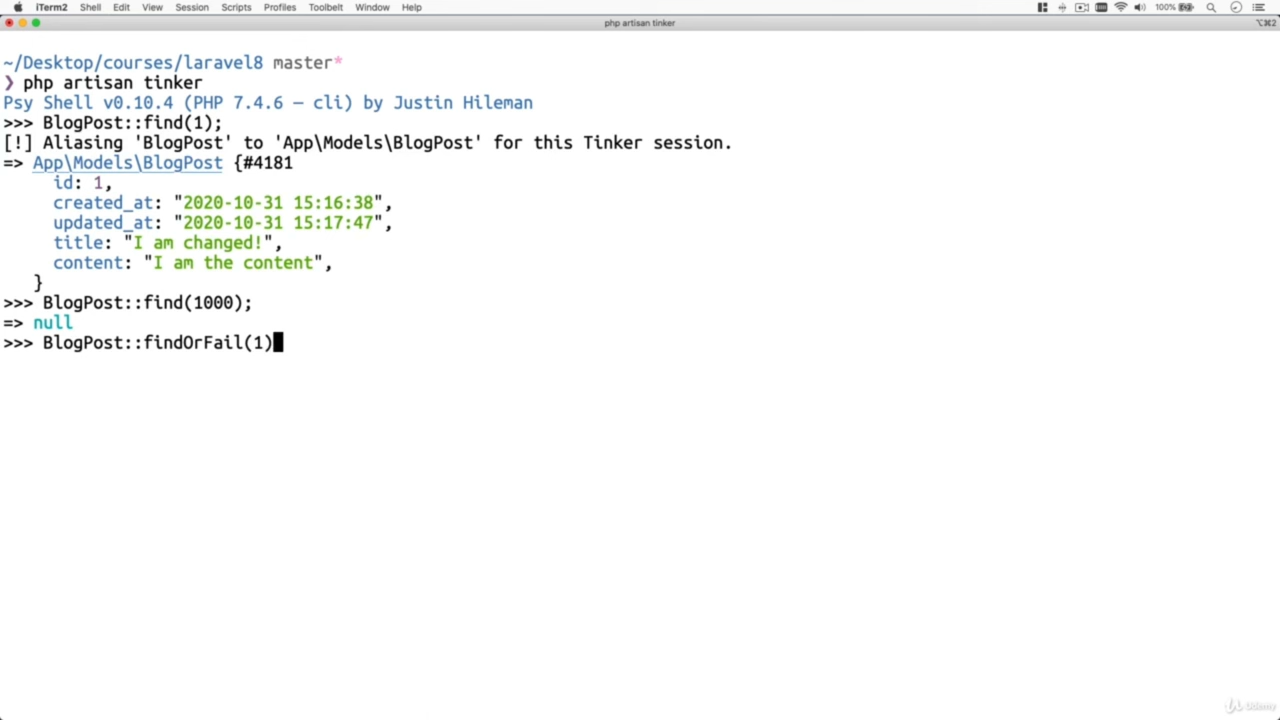 iTerm2 Shell Edit View Session Scripts Profiles Toolbelt Window Help 100%
php artisan tinker ⌥⌘2
~/Desktop/courses/laravel8 master*
❯ php artisan tinker
Psy Shell v0.10.4 (PHP 7.4.6 — cli) by Justin Hileman
>>> BlogPost::find(1);
[!] Aliasing 'BlogPost' to 'App\Models\BlogPost' for this Tinker session.
=> App\Models\BlogPost {#4181
id: 1,
created_at: "2020-10-31 15:16:38",
updated_at: "2020-10-31 15:17:47",
title: "I am changed!",
content: "I am the content",
}
>>> BlogPost::find(1000);
=> null
>>> BlogPost::findOrFail(1)
Udemy